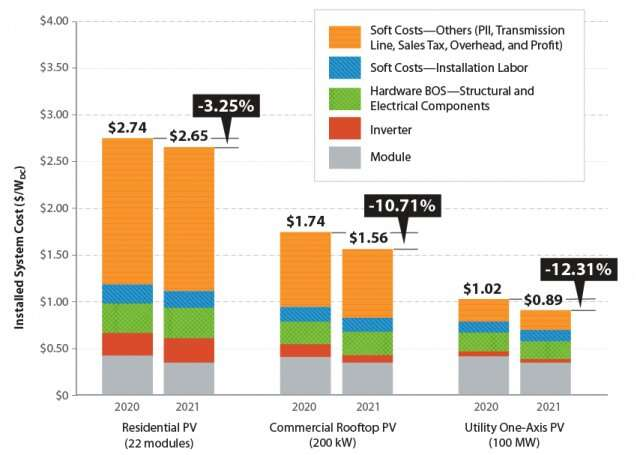 $4.00
$3.50
$3.00
$2.50
$2.00
$1.50
$1.00
$0.50
$0
Installed System Cost ($/WDC)
Soft Costs—Others (PII, Transmission
Line, Sales Tax, Overhead, and Profit)
Soft Costs—Installation Labor
Hardware BOS—Structural and
Electrical Components
Inverter
Module
-3.25%
$2.74
$2.65
-10.71%
$1.74
$1.56
-12.31%
$1.02
$0.89
2020 2021
Residential PV
(22 modules)
2020 2021
Commercial Rooftop PV
(200 kW)
2020 2021
Utility One-Axis PV
(100 MW)